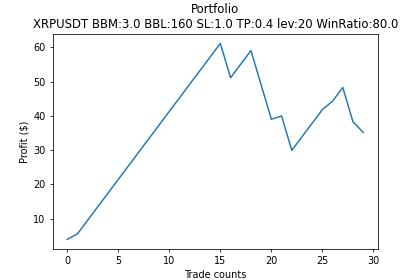 Portfolio
XRPUSDT BBM:3.0 BBL:160 SL:1.0 TP:0.4 lev:20 WinRatio:80.0
60
50
40
30
20
10
Profit ($)
0 5 10 15 20 25 30
Trade counts